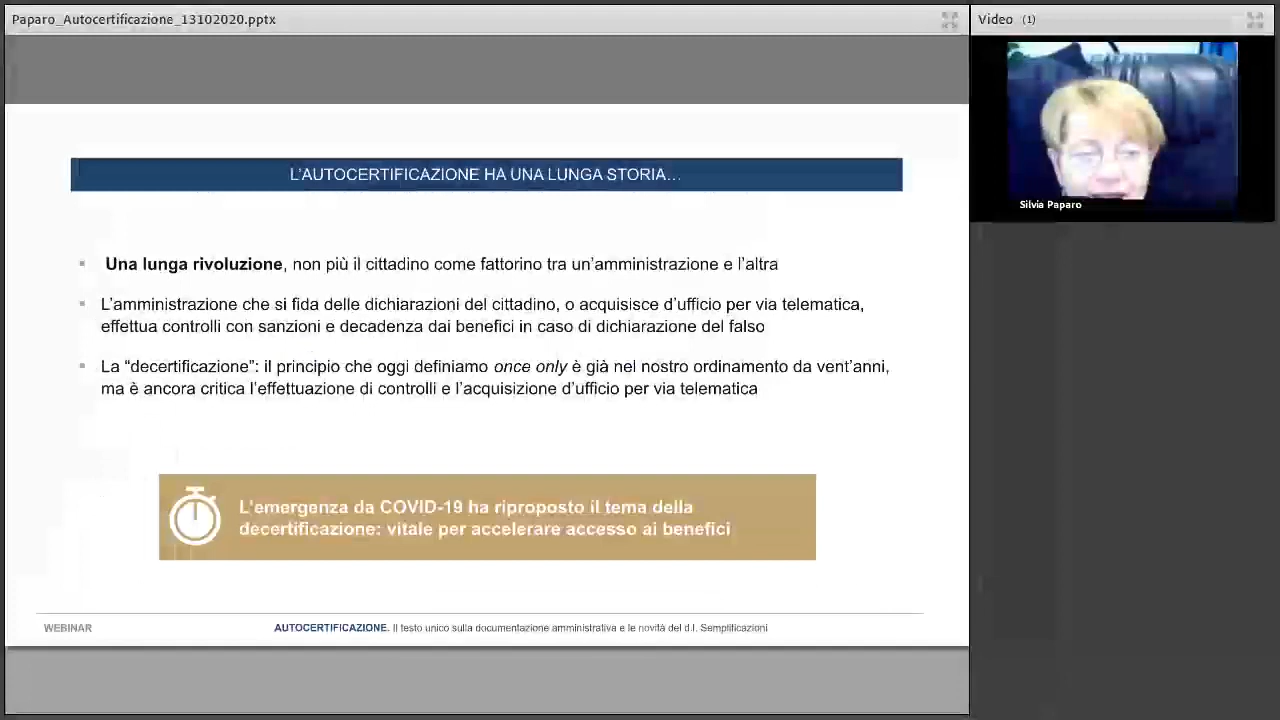 Paparo_Autocertificazione_13102020.pptx
Video (1)
Silvia Paparo
L'AUTOCERTIFICAZIONE HA UNA LUNGA STORIA…
▪ Una lunga rivoluzione, non più il cittadino come fattorino tra un'amministrazione e l'altra
▪ L'amministrazione che si fida delle dichiarazioni del cittadino, o acquisisce d'ufficio per via telematica,
effettua controlli con sanzioni e decadenza dai benefici in caso di dichiarazione del falso
▪ La “decertificazione”: il principio che oggi definiamo once only è già nel nostro ordinamento da vent'anni,
ma è ancora critica l'effettuazione di controlli e l'acquisizione d'ufficio per via telematica
L'emergenza da COVID-19 ha riproposto il tema della
decertificazione: vitale per accelerare accesso ai benefici
WEBINAR
AUTOCERTIFICAZIONE. Il testo unico sulla documentazione amministrativa e le novità del d.l. Semplificazioni